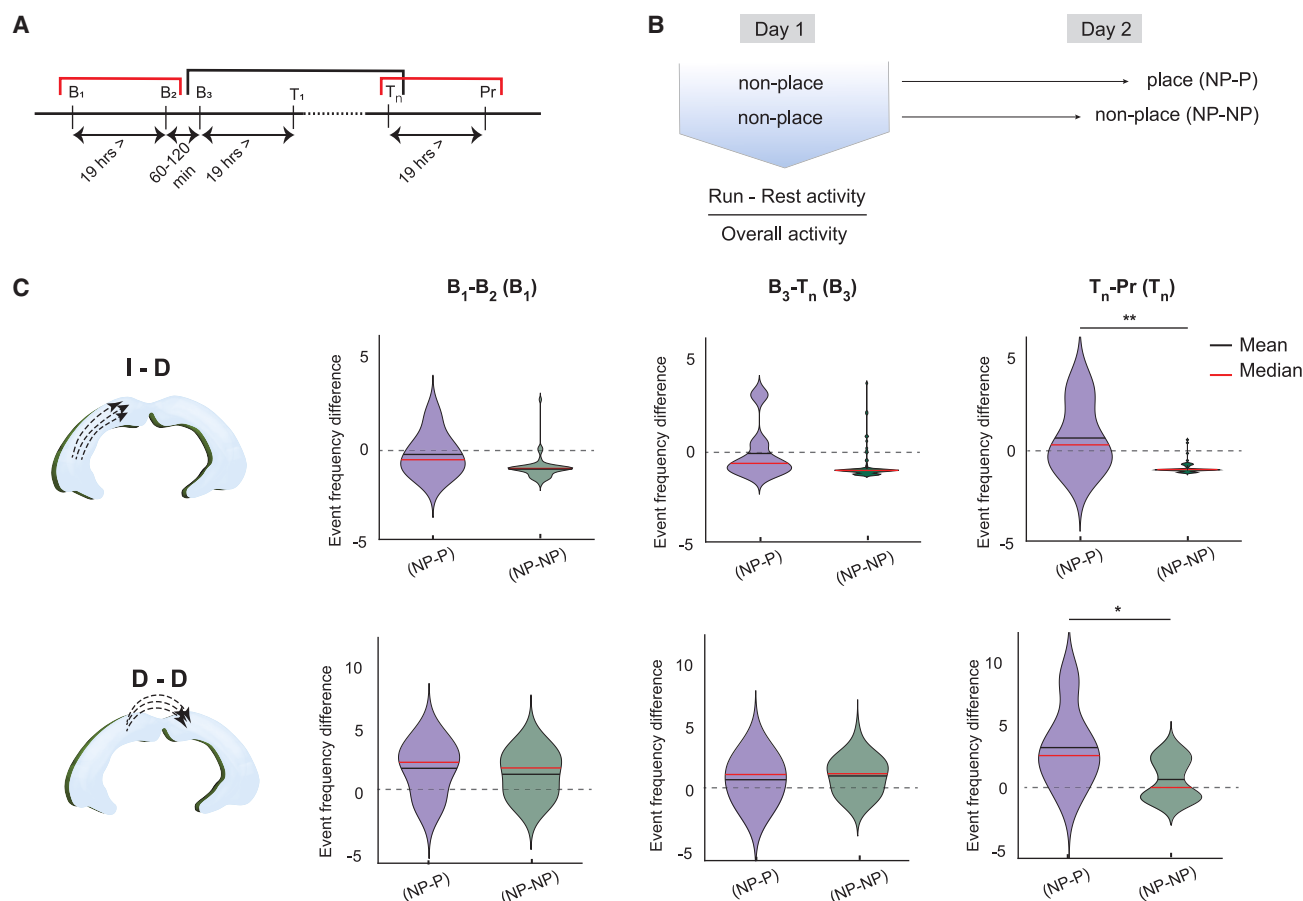 A
B₁ B₂ B₃ T₁ Tₙ Pr
19 hrs > 60-120 min 19 hrs > 19 hrs >
B
Day 1 Day 2
non-place place (NP-P)
non-place non-place (NP-NP)
Run - Rest activity
Overall activity
C
B₁-B₂ (B₁) B₃-Tₙ (B₃) Tₙ-Pr (Tₙ)
I - D
Event frequency difference
5
0
-5
(NP-P) (NP-NP)
Event frequency difference
5
0
-5
(NP-P) (NP-NP)
**
Mean
Median
Event frequency difference
5
0
-5
(NP-P) (NP-NP)
D - D
Event frequency difference
10
5
0
-5
(NP-P) (NP-NP)
Event frequency difference
10
5
0
-5
(NP-P) (NP-NP)
*
Event frequency difference
10
5
0
-5
(NP-P) (NP-NP)